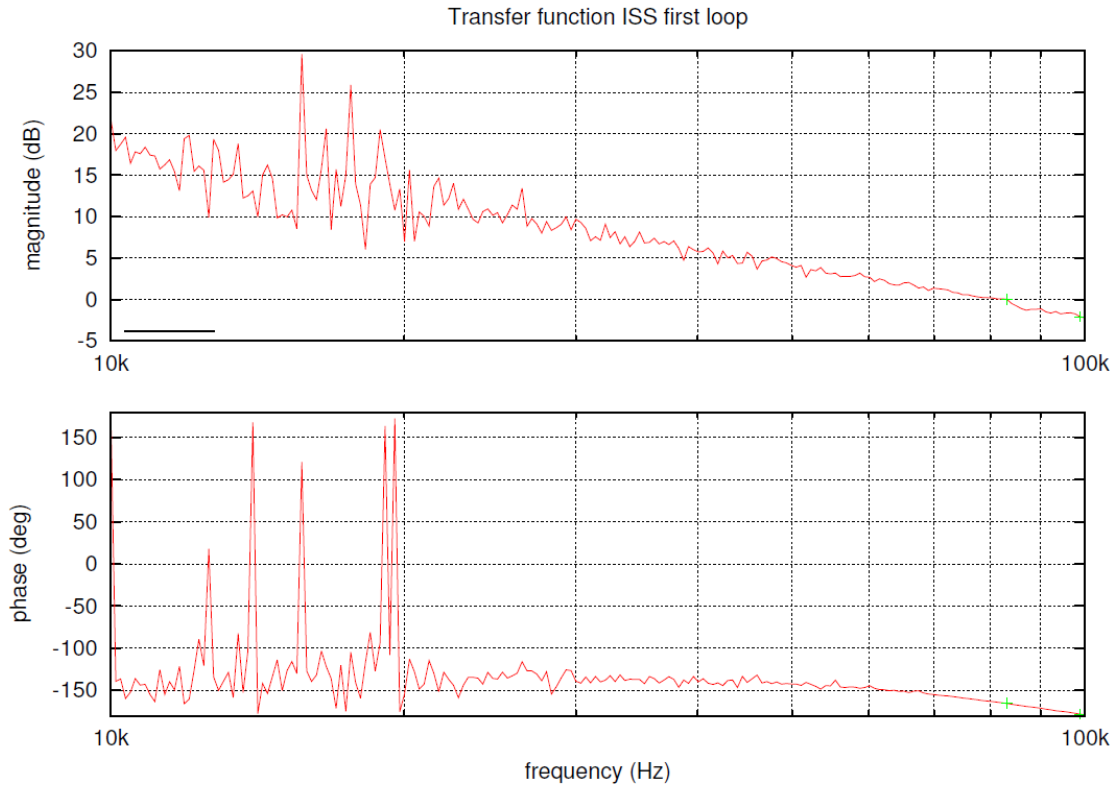 Transfer function ISS first loop
30
25
20
15
10
5
0
-5
magnitude (dB)
10k
100k
150
100
50
0
-50
-100
-150
phase (deg)
10k
100k
frequency (Hz)